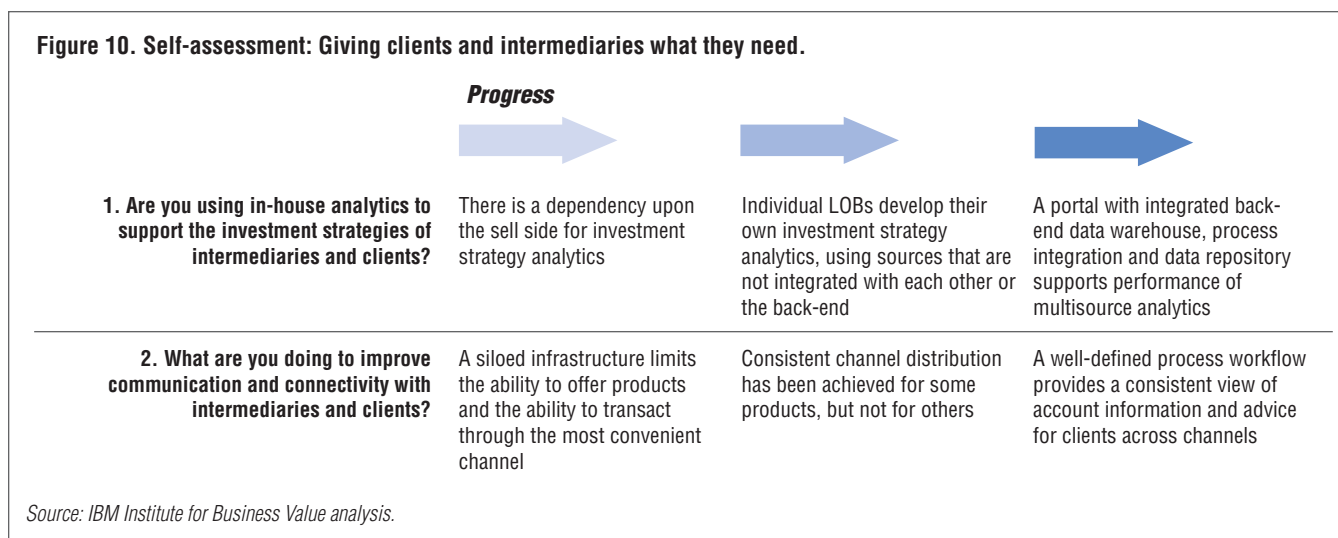 Figure 10. Self-assessment: Giving clients and intermediaries what they need.
Progress
1. Are you using in-house analytics to
support the investment strategies of
intermediaries and clients?
There is a dependency upon
the sell side for investment
strategy analytics
Individual LOBs develop their
own investment strategy
analytics, using sources that are
not integrated with each other or
the back-end
A portal with integrated back-
end data warehouse, process
integration and data repository
supports performance of
multisource analytics
2. What are you doing to improve
communication and connectivity with
intermediaries and clients?
A siloed infrastructure limits
the ability to offer products
and the ability to transact
through the most convenient
channel
Consistent channel distribution
has been achieved for some
products, but not for others
A well-defined process workflow
provides a consistent view of
account information and advice
for clients across channels
Source: IBM Institute for Business Value analysis.